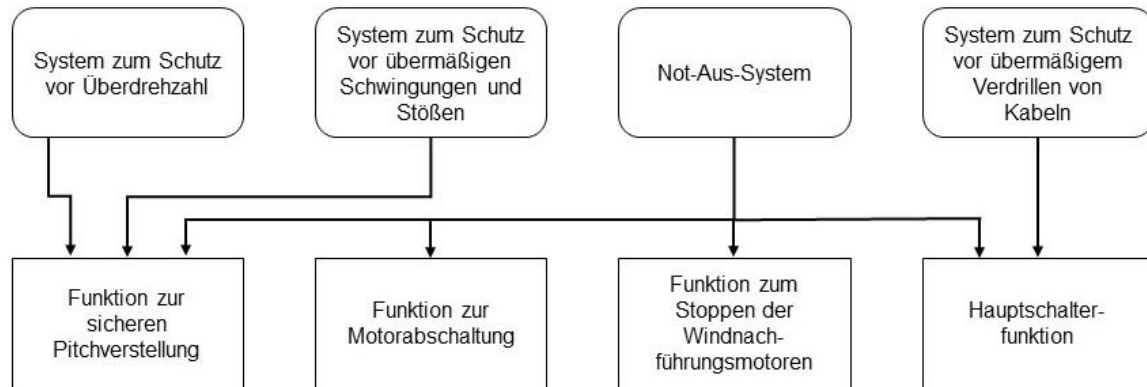 System zum Schutz
vor Überdrehzahl
System zum Schutz
vor übermäßigen
Schwingungen und
Stößen
Not-Aus-System
System zum Schutz
vor übermäßigem
Verdrillen von
Kabeln
Funktion zur
sicheren
Pitchverstellung
Funktion zur
Motorabschaltung
Funktion zum
Stoppen der
Windnach-
führungsmotoren
Hauptschalter-
funktion